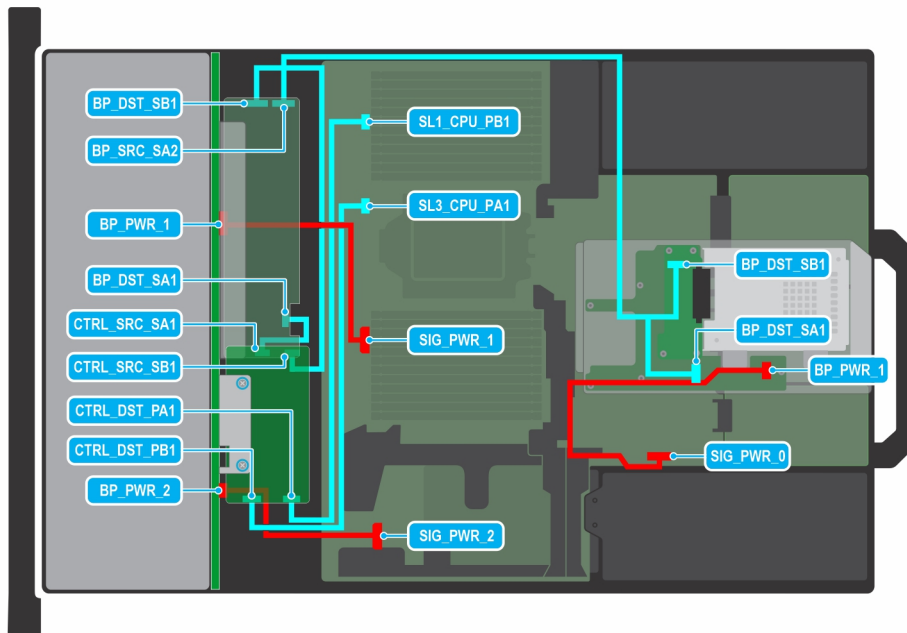 BP_DST_SB1
BP_SRC_SA2
BP_PWR_1
BP_DST_SA1
CTRL_SRC_SA1
CTRL_SRC_SB1
CTRL_DST_PA1
CTRL_DST_PB1
BP_PWR_2
SL1_CPU_PB1
SL3_CPU_PA1
SIG_PWR_1
SIG_PWR_2
BP_DST_SB1
BP_DST_SA1
BP_PWR_1
SIG_PWR_0